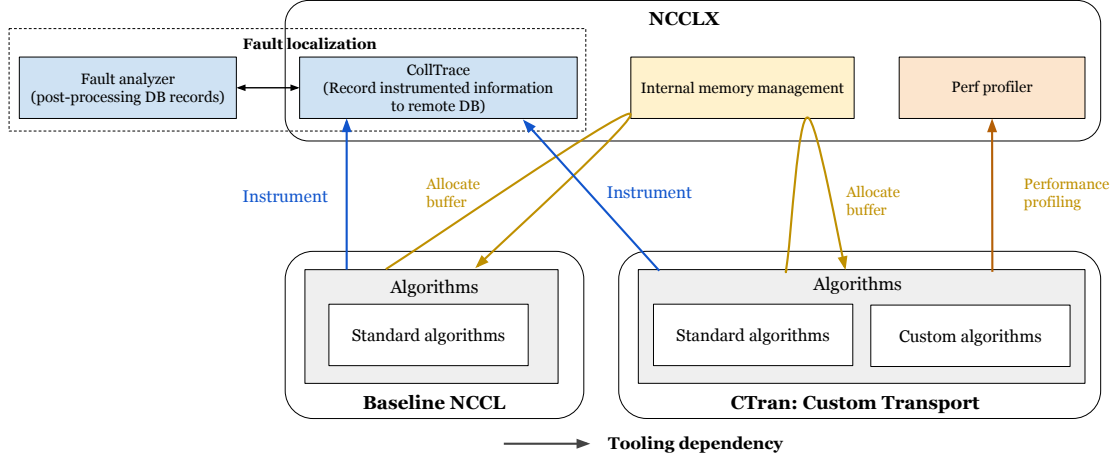 NCCLX
Fault localization
Fault analyzer
(post-processing DB records)
CollTrace
(Record instrumented information
to remote DB)
Internal memory management
Perf profiler
Instrument
Allocate
buffer
Instrument
Allocate
buffer
Performance
profiling
Algorithms
Standard algorithms
Baseline NCCL
Algorithms
Standard algorithms
Custom algorithms
CTran: Custom Transport
Tooling dependency